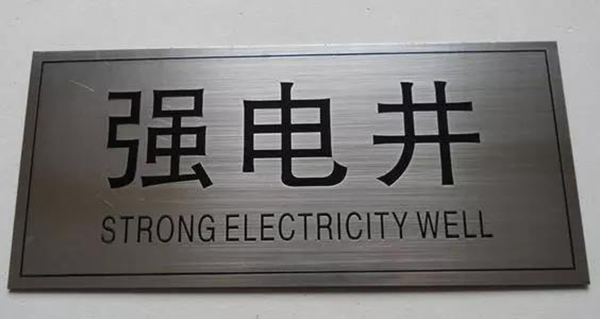 强电井
STRONG ELECTRICITY WELL